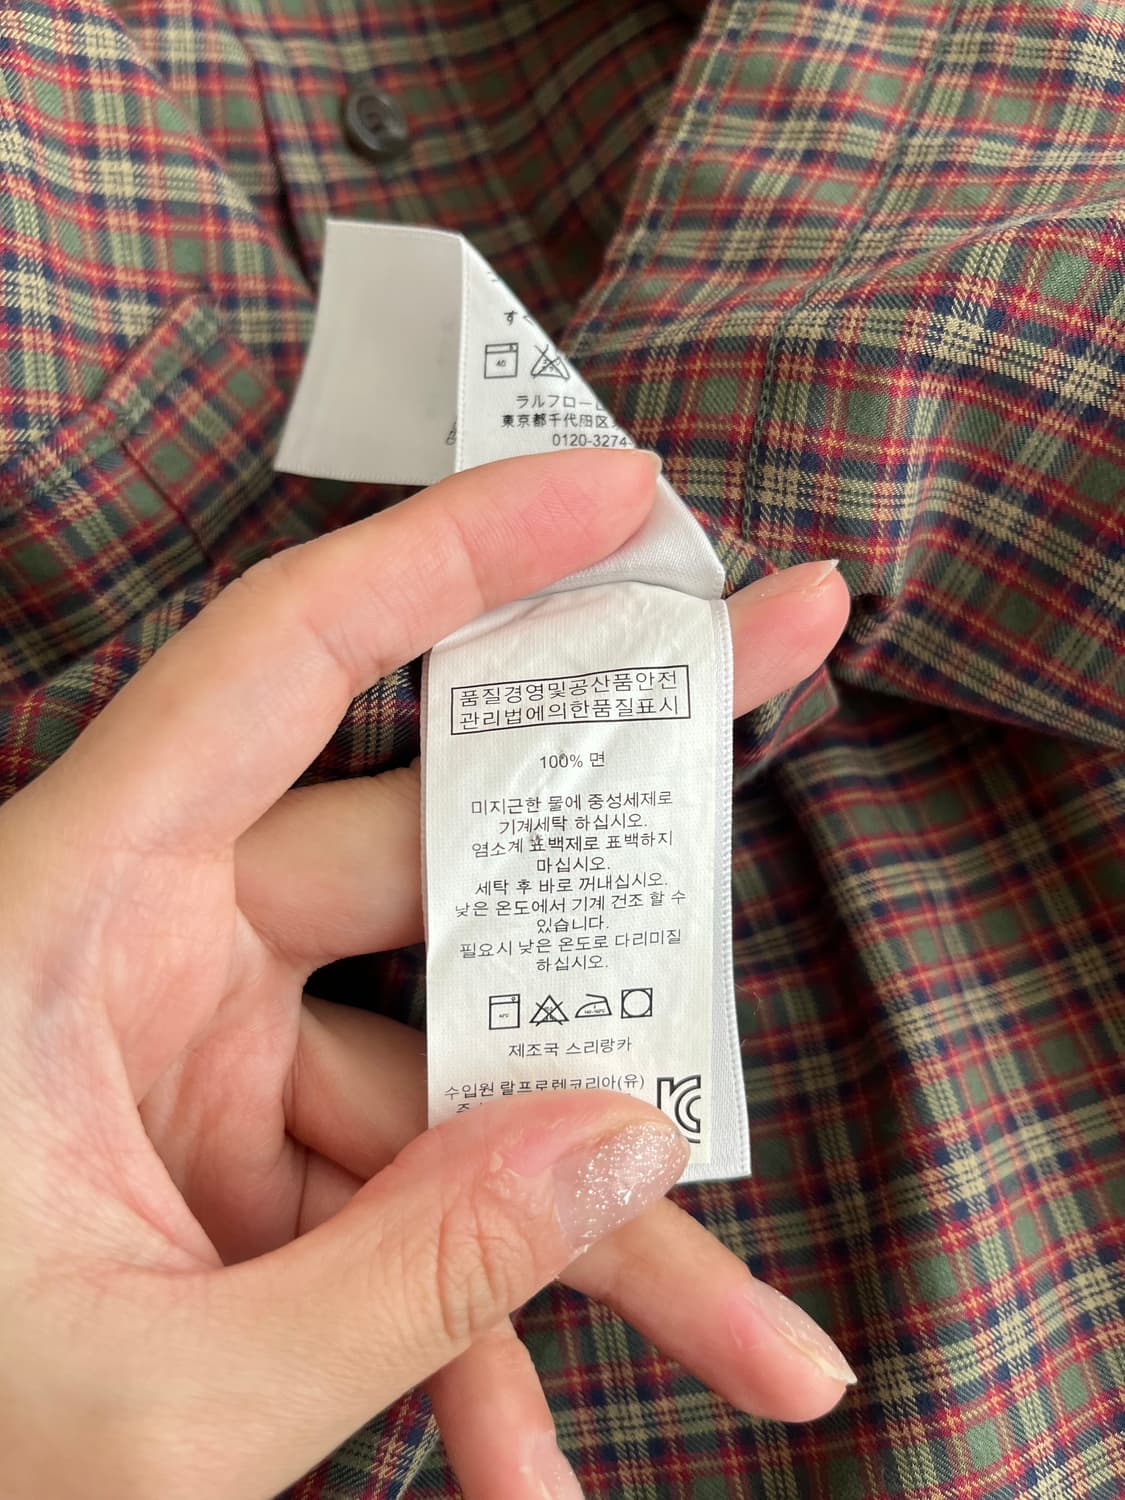 す
40
ラルフロー
東京都千代田区
0120-3274-
품질경영및공산품안전
관리법에의한품질표시
100% 면
미지근한 물에 중성세제로
기계세탁 하십시오.
염소계 표백제로 표백하지
마십시오.
세탁 후 바로 꺼내십시오.
낮은 온도에서 기계 건조 할 수
있습니다.
필요시 낮은 온도로 다리미질
하십시오.
제조국 스리랑카
수입원 랄프로렌코리아(유)